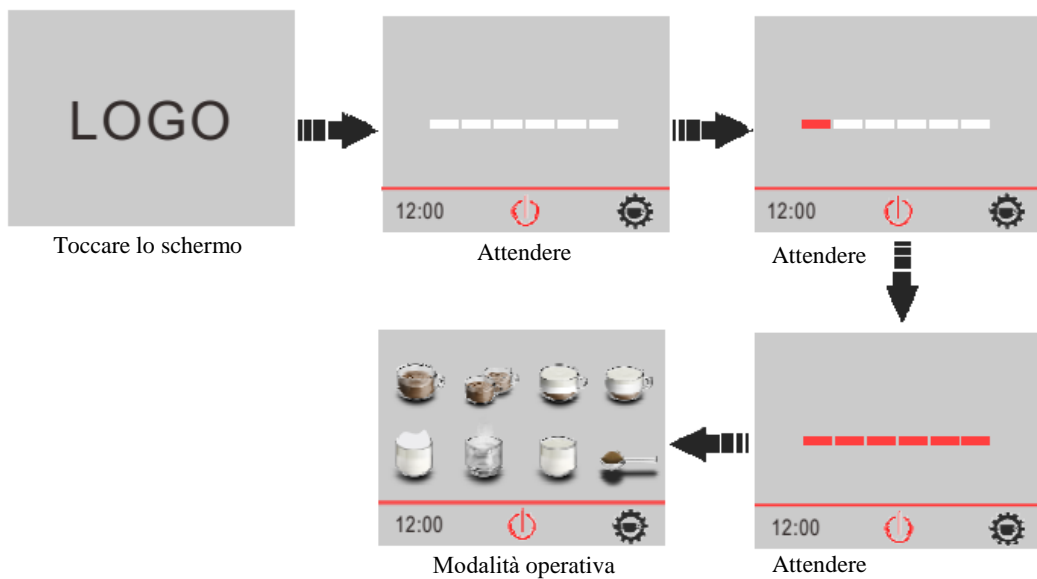 LOGO
Toccare lo schermo
12:00
Attendere
12:00
Attendere
12:00
Attendere
12:00
Modalità operativa